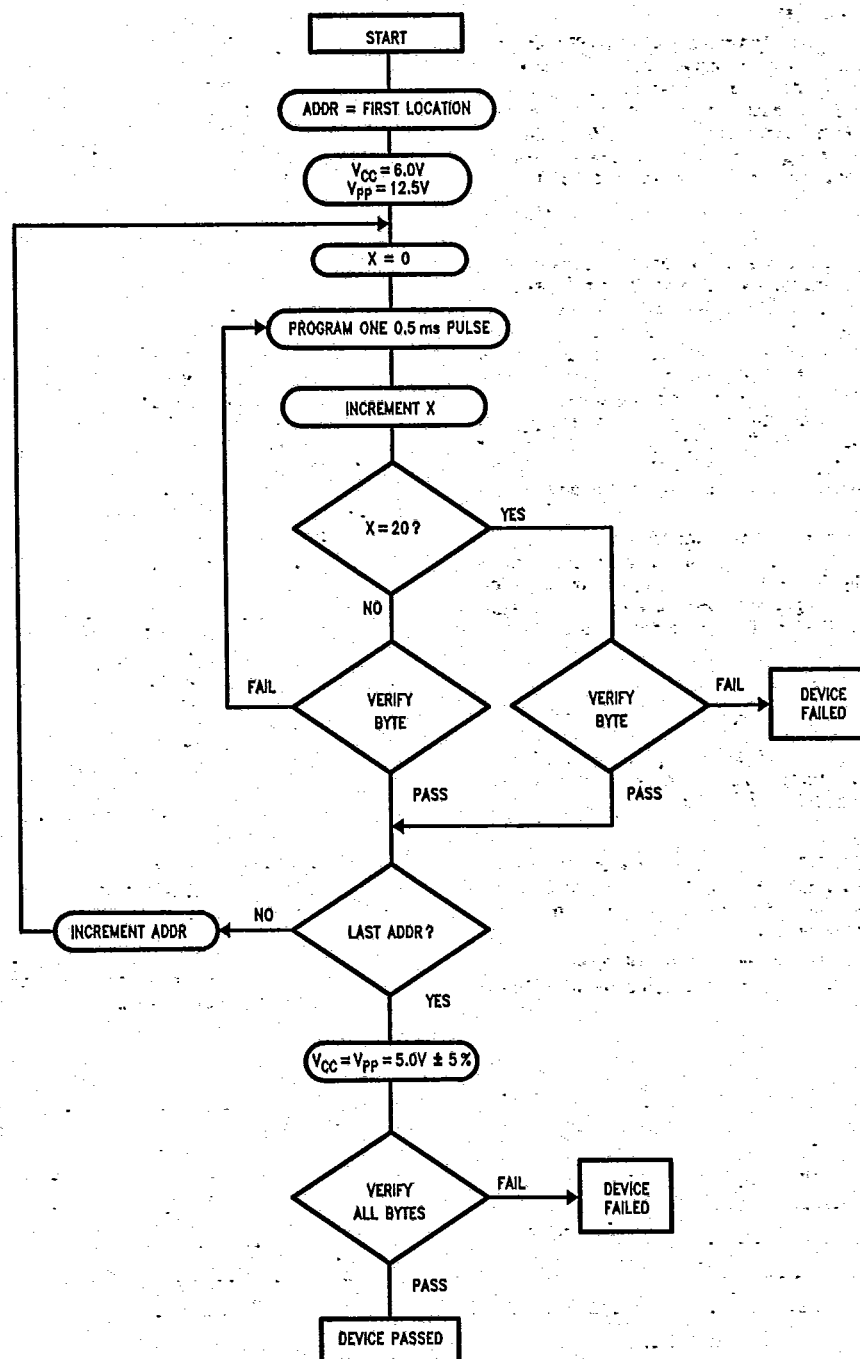 START
ADDR = FIRST LOCATION
VCC = 6.0V
VPP = 12.5V
X = 0
PROGRAM ONE 0.5 ms PULSE
INCREMENT X
X = 20?
YES
NO
VERIFY
BYTE
FAIL
VERIFY
BYTE
FAIL
DEVICE
FAILED
PASS
PASS
LAST ADDR?
NO
INCREMENT ADDR
YES
VCC = VPP = 5.0V ± 5%
VERIFY
ALL BYTES
FAIL
DEVICE
FAILED
PASS
DEVICE PASSED